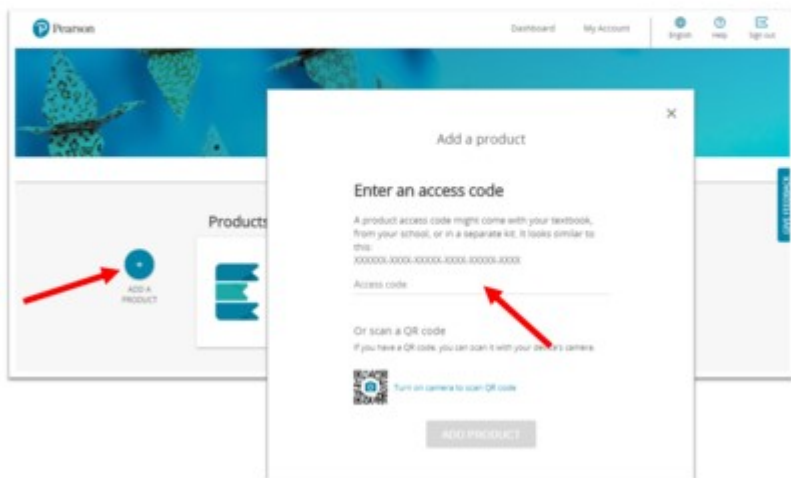 Pearson
Dashboard
My Account
English
Help
Sign out
Products
ADD A
PRODUCT
Add a product
Enter an access code
A product access code might come with your textbook,
from your school, or in a separate kit. It looks similar to
this:
XXXXXX-XXXX-XXXXX-XXXX-XXXXX-XXXX
Access code
Or scan a QR code
If you have a QR code, you can scan it with your device's camera.
Turn on camera to scan QR code
ADD PRODUCT